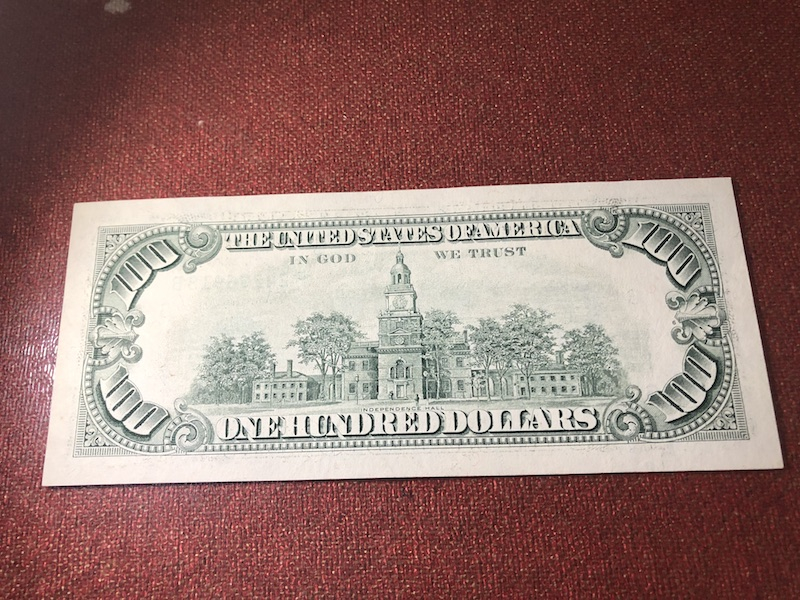 THE UNITED STATES OF AMERICA
IN GOD WE TRUST
100
100
INDEPENDENCE HALL
100
100
ONE HUNDRED DOLLARS